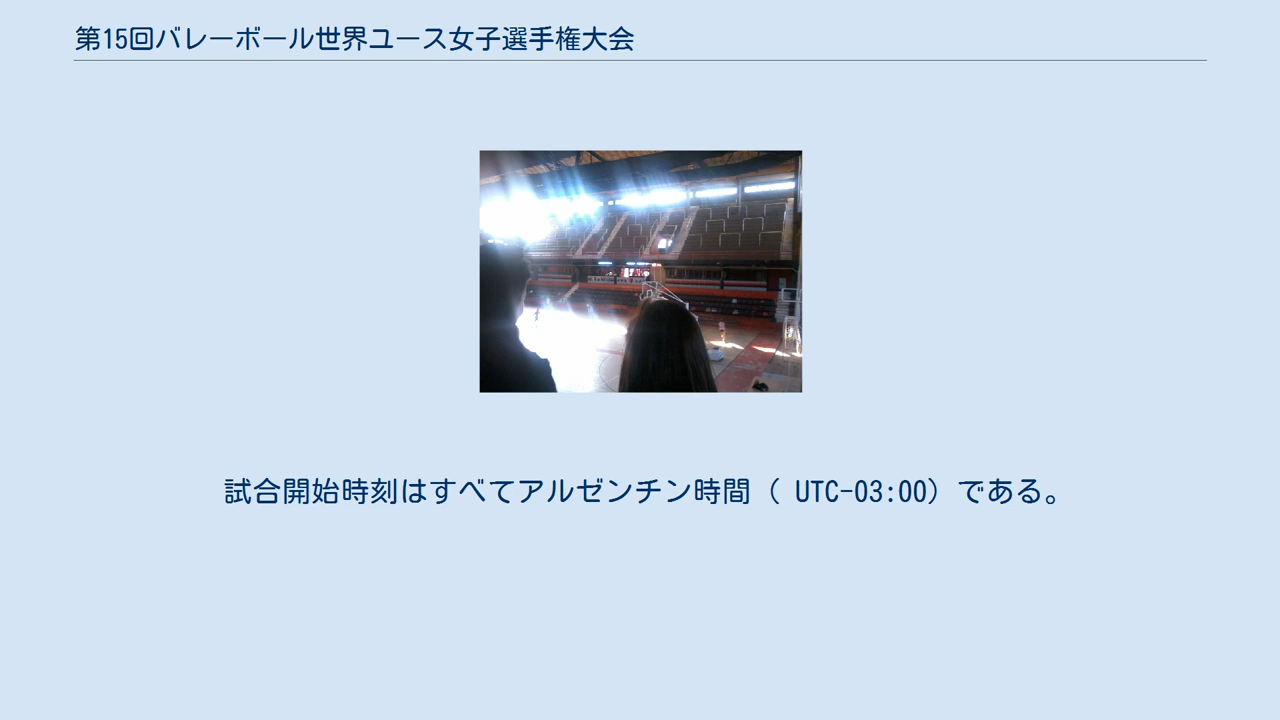 第15回バレーボール世界ユース女子選手権大会
試合開始時刻はすべてアルゼンチン時間（ UTC-03:00）である。